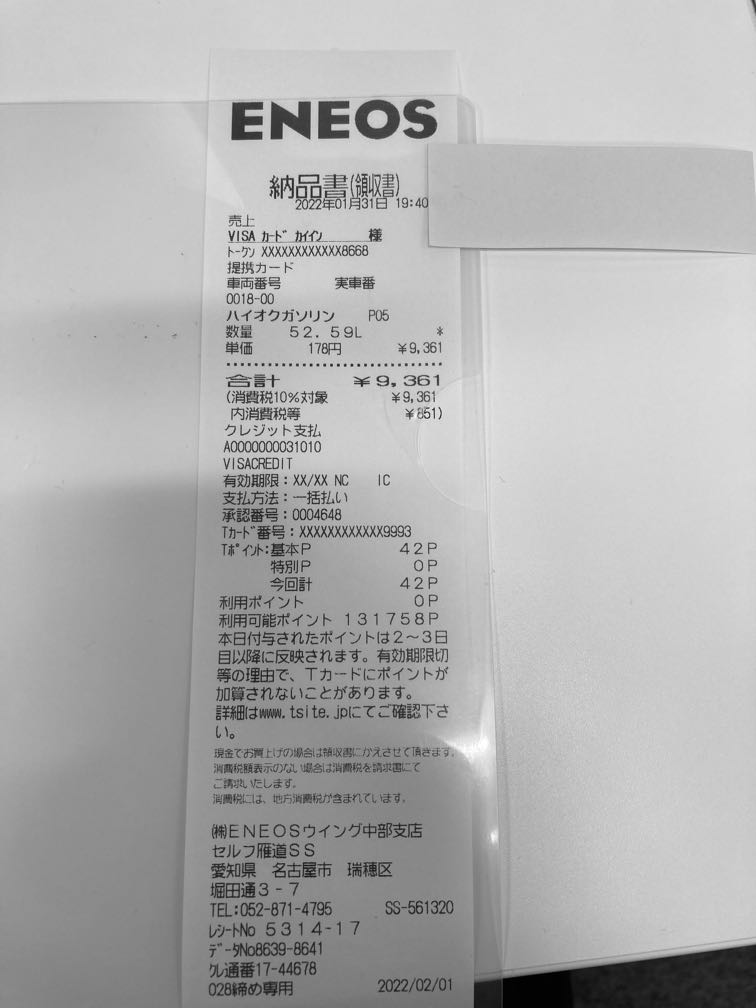 ENEOS
納品書(領収書)
2022年01月31日 19:40
売上
VISA カード カイイン 様
トークン XXXXXXXXXXXX8668
提携カード
車両番号 実車番
0018-00
ハイオクガソリン P05
数量 52.59L *
単価 178円 ¥9,361
合計 ¥9,361
(消費税10%対象 ¥9,361
内消費税等 ¥851)
クレジット支払
A0000000031010
VISACREDIT
有効期限:XX/XX NC IC
支払方法:一括払い
承認番号:0004648
Tカード番号:XXXXXXXXXXXX9993
Tポイント:基本P 42P
特別P 0P
今回計 42P
利用ポイント 0P
利用可能ポイント 131758P
本日付与されたポイントは2~3日
目以降に反映されます。有効期限切
等の理由で、Tカードにポイントが
加算されないことがあります。
詳細はwww.tsite.jpにてご確認下さ
い。
現金でお買上げの場合は領収書にかえさせて頂きます。
消費税額表示のない場合は消費税を請求書にて
ご請求いたします。
消費税には、地方消費税が含まれています。
(株)ENEOSウイング中部支店
セルフ雁道SS
愛知県 名古屋市 瑞穂区
堀田通3-7
TEL:052-871-4795 SS-561320
レシートNo 5314-17
データNo8639-8641
クレ通番17-44678
028締め専用 2022/02/01